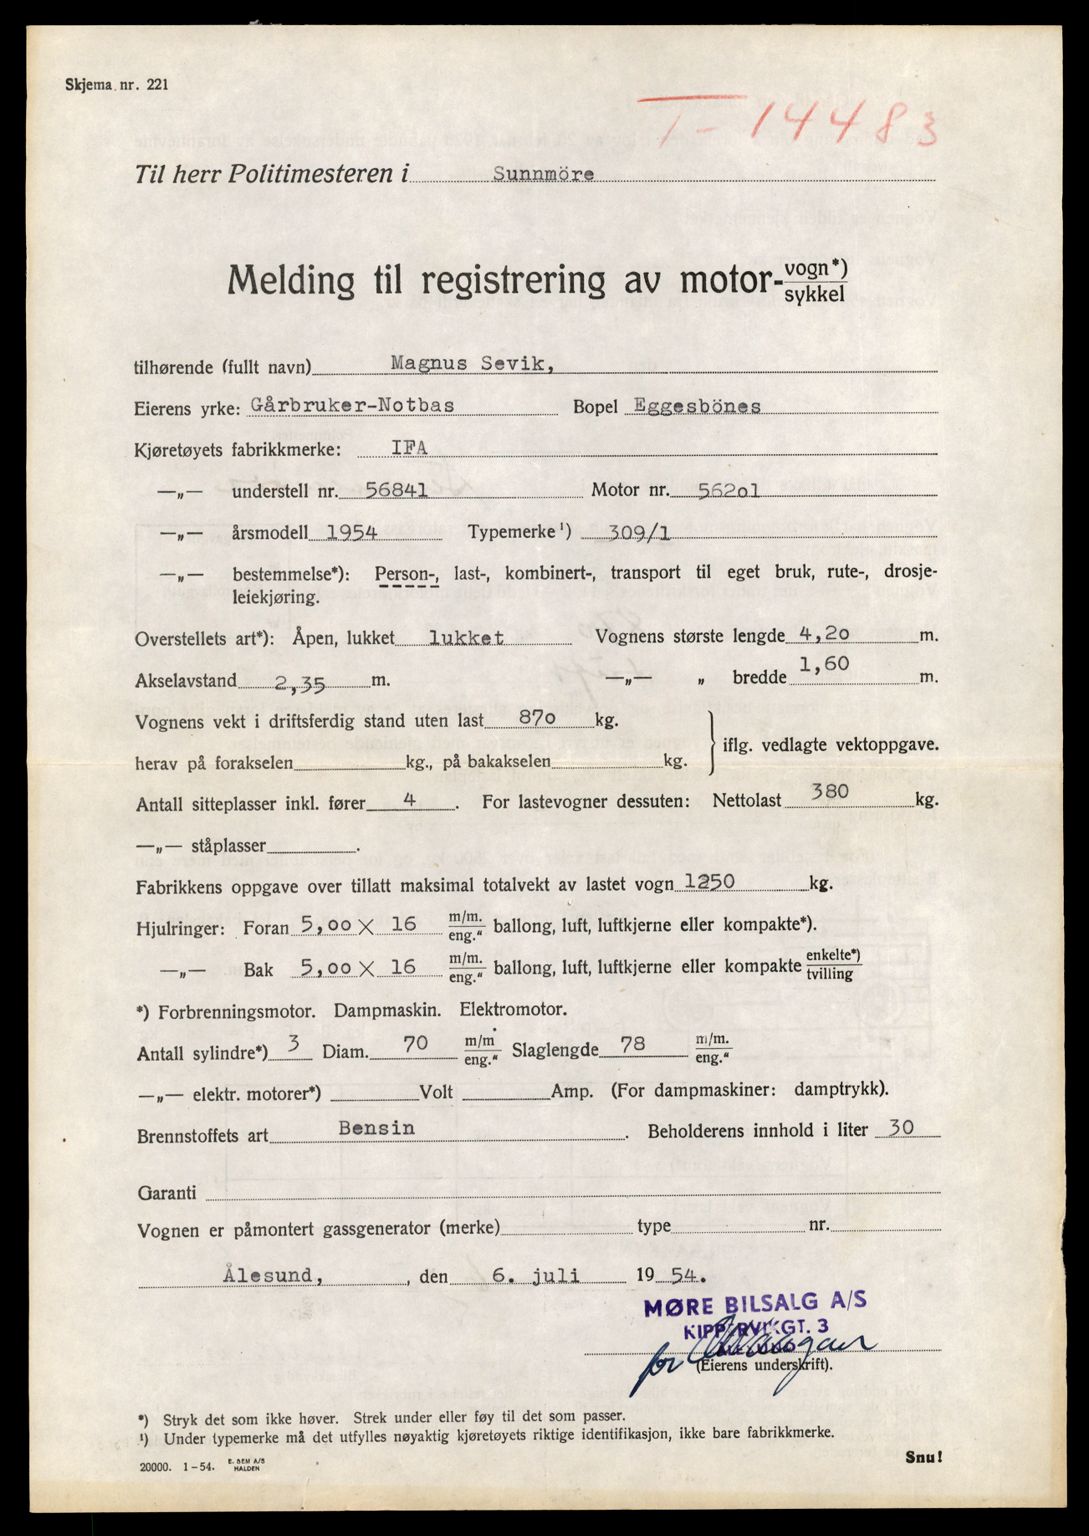 Skjema nr. 221
T-14483
Til herr Politimesteren i Sunnmöre
Melding til registrering av motor-vogn*)
sykkel
tilhørende (fullt navn) Magnus Sevik,
Eierens yrke: Gårbruker-Notbas Bopel Eggesbönes
Kjøretøyets fabrikkmerke: IFA
—„— understell nr. 56841 Motor nr. 56201
—„— årsmodell 1954 Typemerke¹) 309/1
—„— bestemmelse*): Person-, last-, kombinert-, transport til eget bruk, rute-, drosje-
leiekjøring.
Overstellets art*): Åpen, lukket lukket Vognens største lengde 4,20 m.
Akselavstand 2,35 m. —„— „ bredde 1,60 m.
Vognens vekt i driftsferdig stand uten last 870 kg.
iflg. vedlagte vektoppgave.
herav på forakselen kg., på bakakselen kg.
Antall sitteplasser inkl. fører 4 . For lastevogner dessuten: Nettolast 380 kg.
—„— ståplasser .
Fabrikkens oppgave over tillatt maksimal totalvekt av lastet vogn 1250 kg.
Hjulringer: Foran 5,00 X 16 m/m. eng.“ ballong, luft, luftkjerne eller kompakte*).
—„— Bak 5,00 X 16 m/m. eng.“ ballong, luft, luftkjerne eller kompakte enkelte*) tvilling
*) Forbrenningsmotor. Dampmaskin. Elektromotor.
Antall sylindre*) 3 Diam. 70 m/m eng.“ Slaglengde 78 m/m. eng.“
—„— elektr. motorer*) Volt Amp. (For dampmaskiner: damptrykk).
Brennstoffets art Bensin . Beholderens innhold i liter 30
Garanti
Vognen er påmontert gassgenerator (merke) type nr.
Ålesund, , den 6. juli 1954.
MØRE BILSALG A/S
KIPPERVIKGT. 3
for
(Eierens underskrift).
*) Stryk det som ikke høver. Strek under eller føy til det som passer.
¹) Under typemerke må det utfylles nøyaktig kjøretøyets riktige identifikasjon, ikke bare fabrikkmerke.
Snu!
20000. 1-54. E. SEM A/S
HALDEN